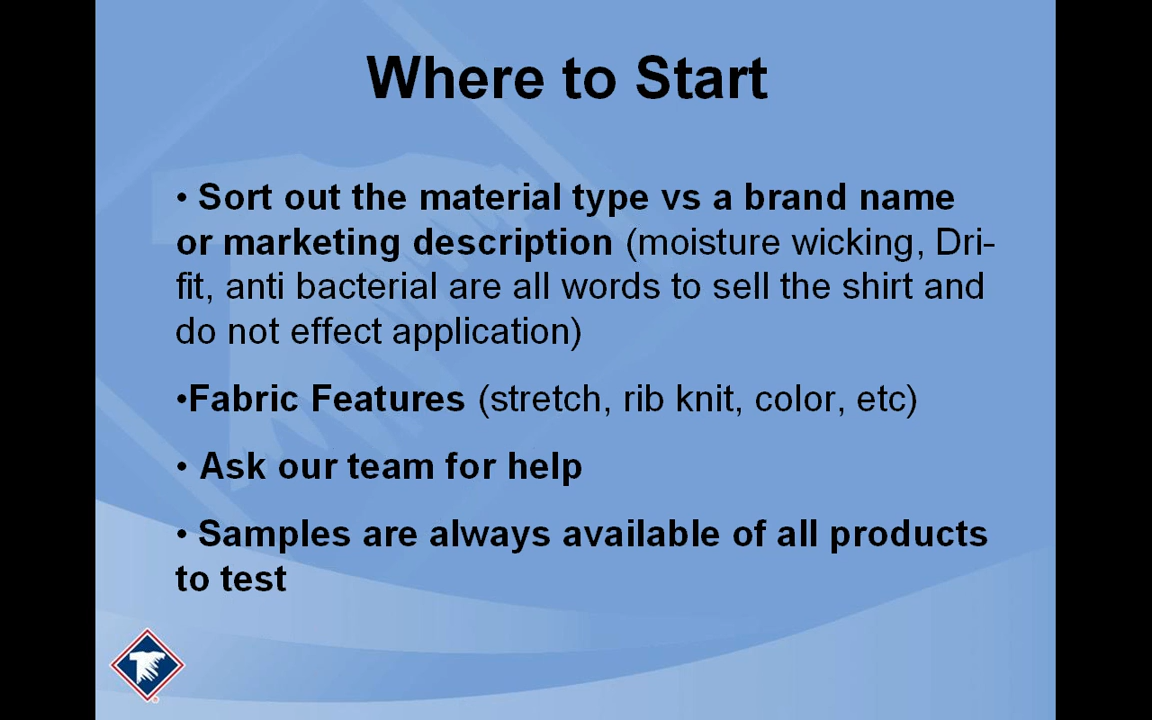 Where to Start
• Sort out the material type vs a brand name
or marketing description (moisture wicking, Dri-
fit, anti bacterial are all words to sell the shirt and
do not effect application)
•Fabric Features (stretch, rib knit, color, etc)
• Ask our team for help
• Samples are always available of all products
to test